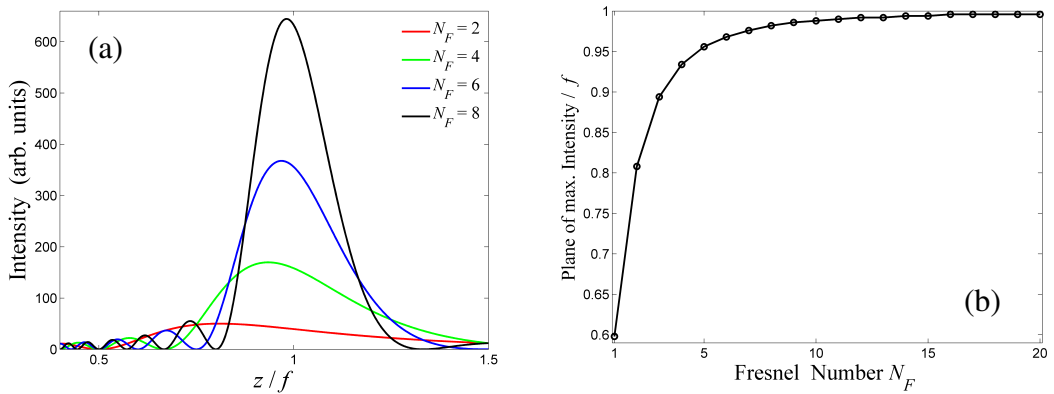 (a)
Intensity (arb. units)
600
500
400
300
200
100
0
0.5
1
1.5
z / f
N_F = 2
N_F = 4
N_F = 6
N_F = 8
(b)
Plane of max. Intensity / f
1
0.95
0.9
0.85
0.8
0.75
0.7
0.65
0.6
1
5
10
15
20
Fresnel Number N_F